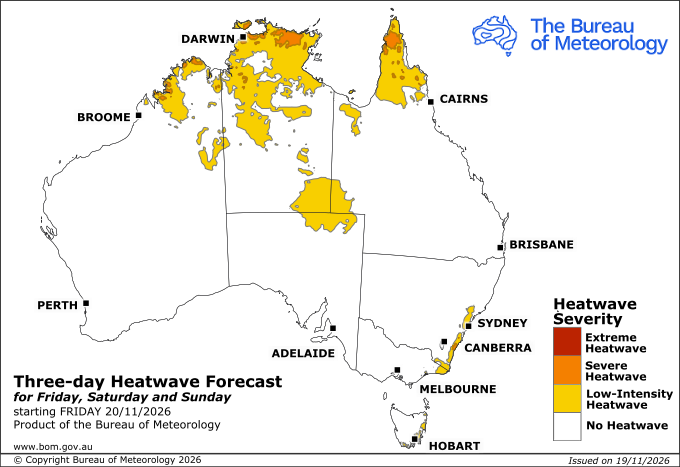 The Bureau
of Meteorology
DARWIN
CAIRNS
BROOME
BRISBANE
PERTH
SYDNEY
ADELAIDE
CANBERRA
MELBOURNE
HOBART
Heatwave
Severity
Extreme
Heatwave
Severe
Heatwave
Low-Intensity
Heatwave
No Heatwave
Three-day Heatwave Forecast
for Friday, Saturday and Sunday
starting FRIDAY 20/11/2026
Product of the Bureau of Meteorology
www.bom.gov.au
© Copyright Bureau of Meteorology 2026
Issued on 19/11/2026